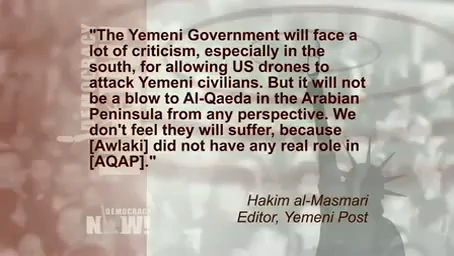 "The Yemeni Government will face a
lot of criticism, especially in the
south, for allowing US drones to
attack Yemeni civilians. But it will not
be a blow to Al-Qaeda in the Arabian
Peninsula from any perspective. We
don't feel they will suffer, because
[Awlaki] did not have any real role in
[AQAP]."
Hakim al-Masmari
Editor, Yemeni Post
DEMOCRACY
NOW!
DEMOCRACY